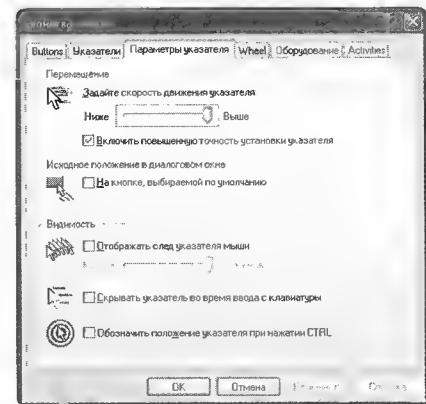 Buttons Указатели Параметры указателя Wheel Оборудование Activities
Перемещение
Задайте скорость движения указателя
Ниже Выше
Включить повышенную точность установки указателя
Исходное положение в диалоговом окне
На кнопке, выбираемой по умолчанию
Видимость
Отображать след указателя мыши
Скрывать указатель во время ввода с клавиатуры
Обозначить положение указателя при нажатии CTRL
OK Отмена